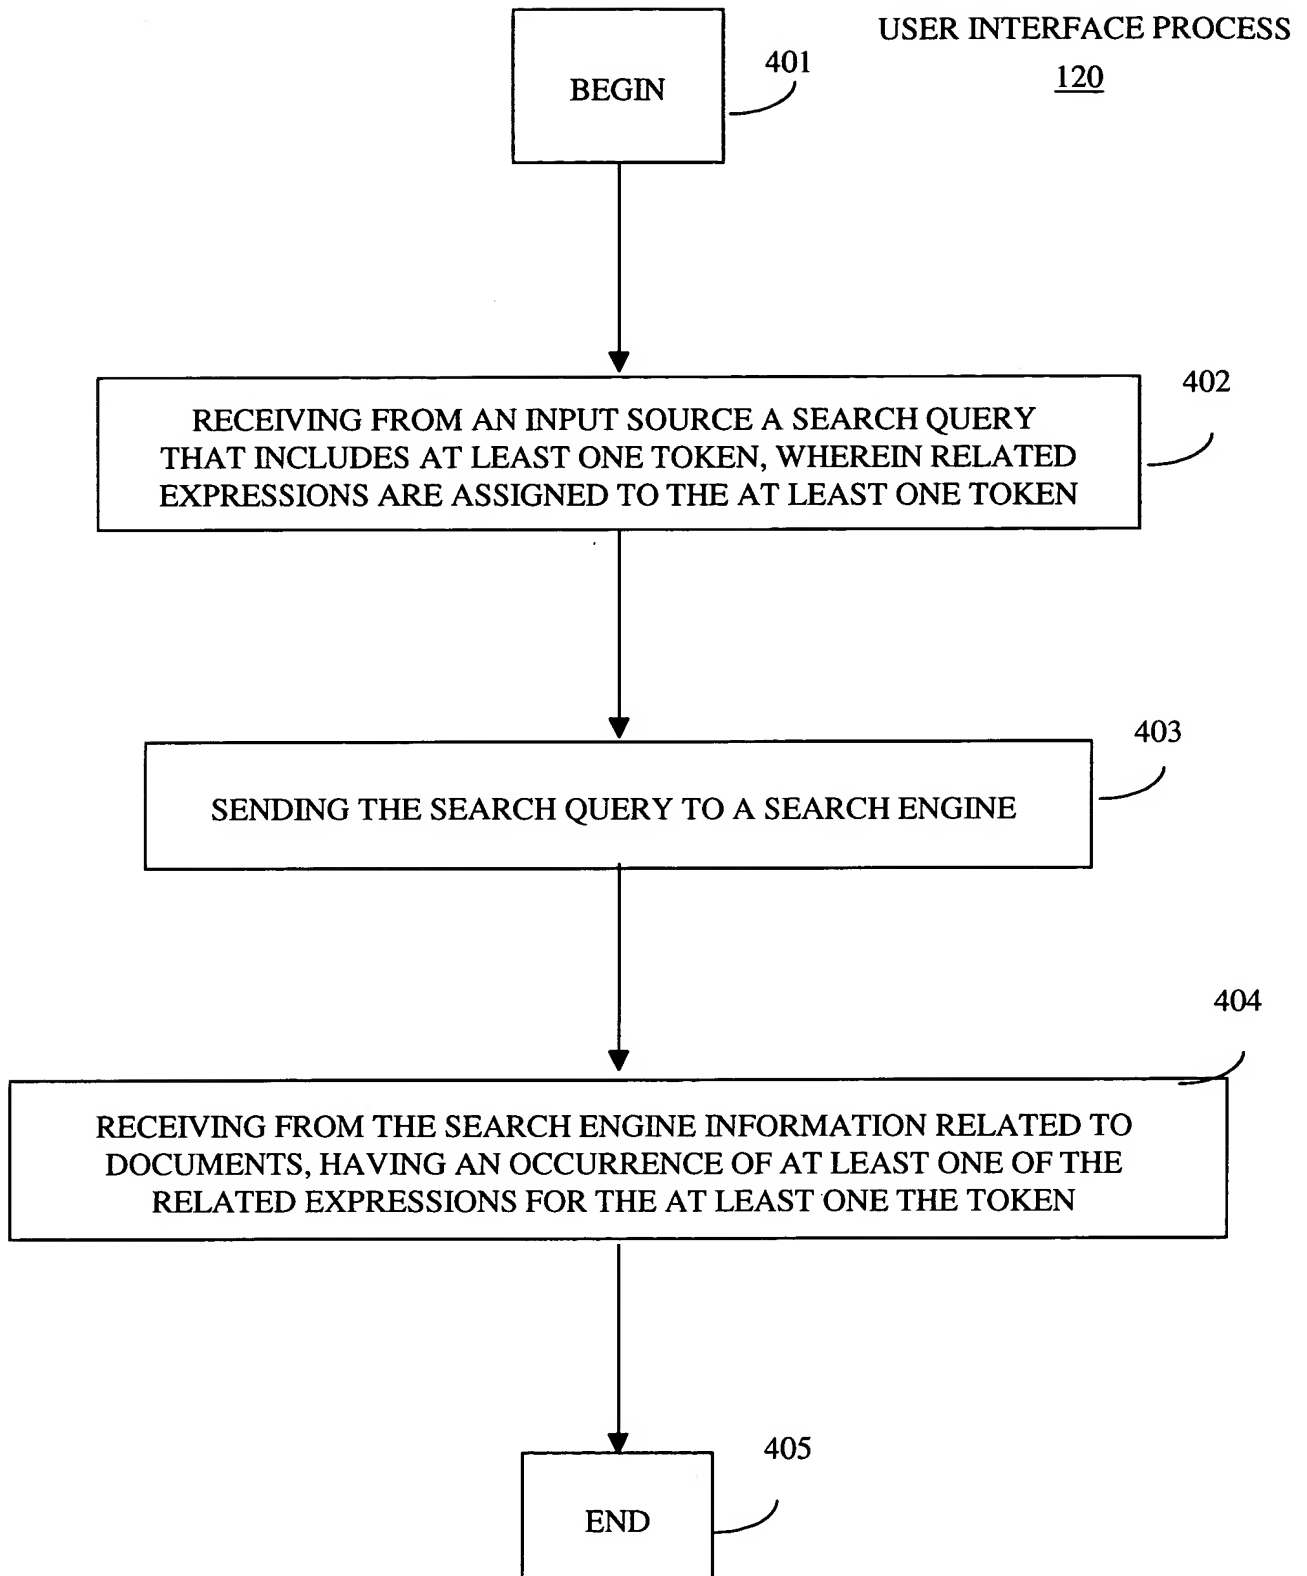 USER INTERFACE PROCESS
120
BEGIN
401
402
RECEIVING FROM AN INPUT SOURCE A SEARCH QUERY
THAT INCLUDES AT LEAST ONE TOKEN, WHEREIN RELATED
EXPRESSIONS ARE ASSIGNED TO THE AT LEAST ONE TOKEN
403
SENDING THE SEARCH QUERY TO A SEARCH ENGINE
404
RECEIVING FROM THE SEARCH ENGINE INFORMATION RELATED TO
DOCUMENTS, HAVING AN OCCURRENCE OF AT LEAST ONE OF THE
RELATED EXPRESSIONS FOR THE AT LEAST ONE THE TOKEN
405
END